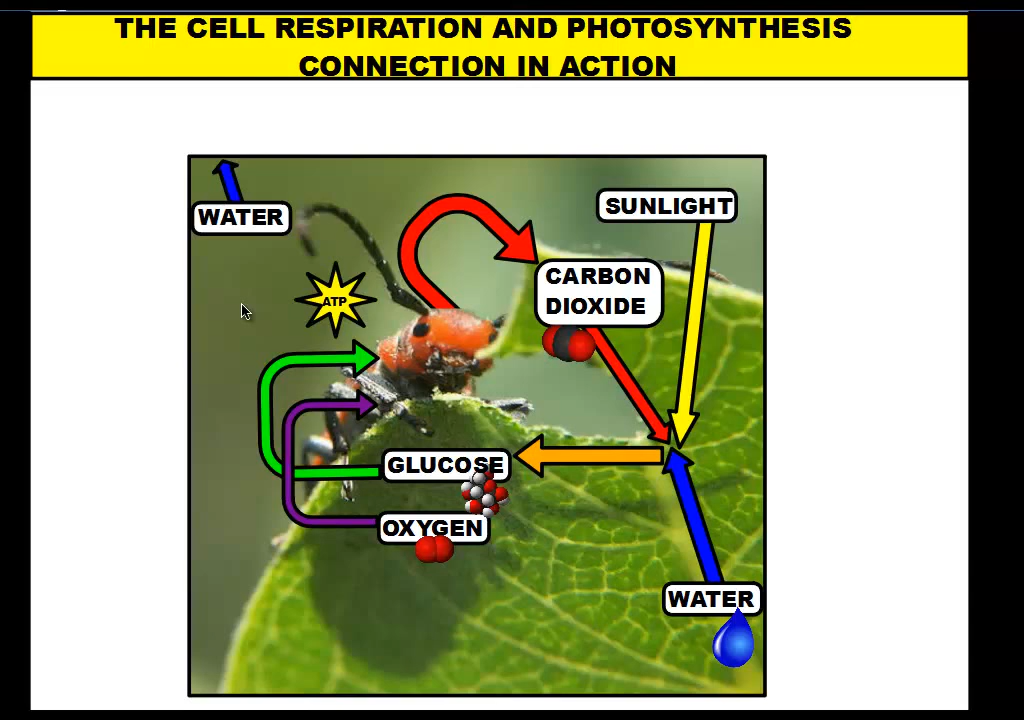 THE CELL RESPIRATION AND PHOTOSYNTHESIS
CONNECTION IN ACTION
SUNLIGHT
WATER
CARBON
DIOXIDE
ATP
GLUCOSE
OXYGEN
WATER